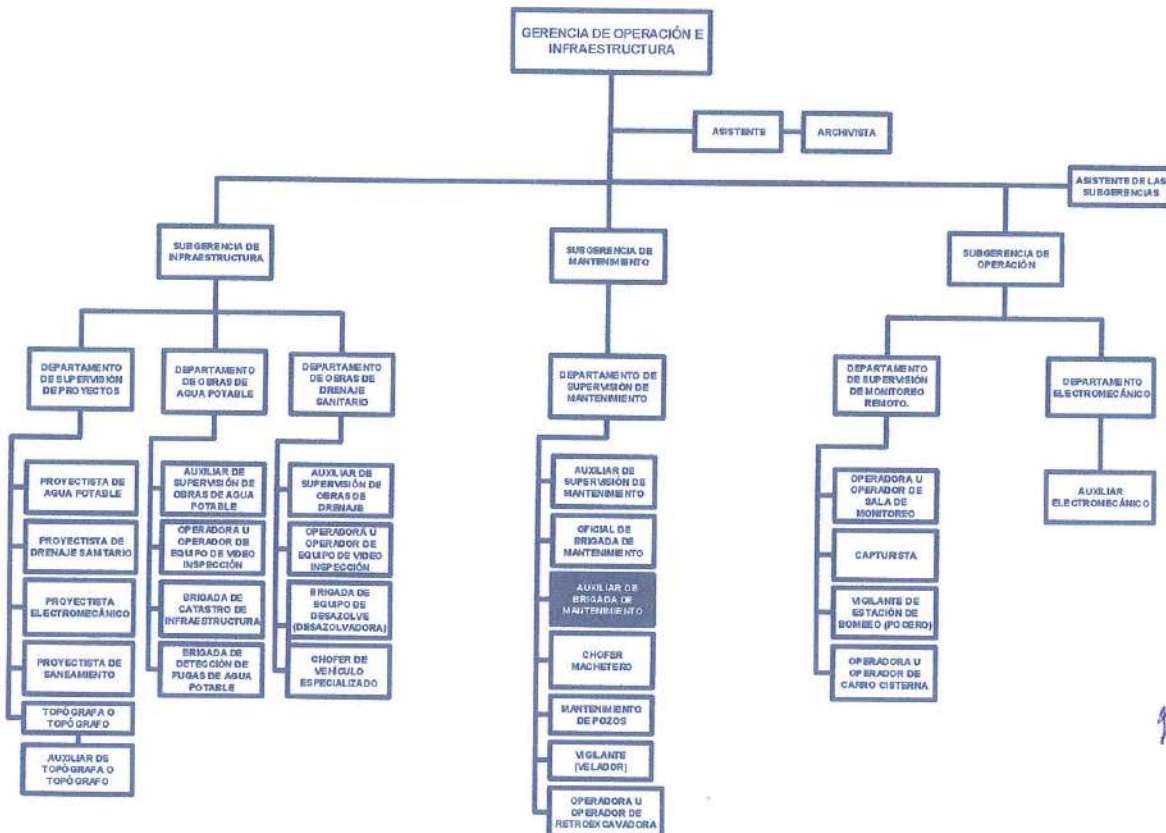 GERENCIA DE OPERACIÓN E
INFRAESTRUCTURA
ASISTENTE
ARCHIVISTA
ASISTENTE DE LAS
SUBGERENCIAS
SUBGERENCIA DE
INFRAESTRUCTURA
SUBGERENCIA DE
MANTENIMIENTO
SUBGERENCIA DE
OPERACIÓN
DEPARTAMENTO
DE SUPERVISIÓN
DE PROYECTOS
DEPARTAMENTO
DE OBRAS DE
AGUA POTABLE
DEPARTAMENTO
DE OBRAS DE
DRENAJE
SANITARIO
DEPARTAMENTO DE
SUPERVISIÓN DE
MANTENIMIENTO
DEPARTAMENTO
DE SUPERVISIÓN
DE MONITOREO
REMOTO.
DEPARTAMENTO
ELECTROMECÁNICO
PROYECTISTA DE
AGUA POTABLE
PROYECTISTA
DE DRENAJE SANITARIO
PROYECTISTA
ELECTROMECÁNICO
PROYECTISTA DE
SANEAMIENTO
TOPÓGRAFA O
TOPÓGRAFO
AUXILIAR DE
TOPÓGRAFA O
TOPÓGRAFO
AUXILIAR DE
SUPERVISIÓN DE
OBRAS DE AGUA
POTABLE
OPERADORA U
OPERADOR DE
EQUIPO DE VIDEO
INSPECCIÓN
BRIGADA DE
CATASTRO DE
INFRAESTRUCTURA
BRIGADA DE
DETECCIÓN DE
FUGAS DE AGUA
POTABLE
AUXILIAR DE
SUPERVISIÓN DE
OBRAS DE
DRENAJE
OPERADORA U
OPERADOR DE
EQUIPO DE VIDEO
INSPECCIÓN
BRIGADA DE
EQUIPO DE
DESAZOLVE
(DESAZOLVADORA)
CHOFER DE
VEHÍCULO
ESPECIALIZADO
AUXILIAR DE
SUPERVISIÓN DE
MANTENIMIENTO
OFICIAL DE
BRIGADA DE
MANTENIMIENTO
AUXILIAR DE
BRIGADA DE
MANTENIMIENTO
CHOFER
MACHETERO
MANTENIMIENTO
DE POZOS
VIGILANTE
(VELADOR)
OPERADORA U
OPERADOR DE
RETROEXCAVADORA
OPERADORA U
OPERADOR DE
SALA DE
MONITOREO
CAPTURISTA
VIGILANTE DE
ESTACIÓN DE
BOMBEO (POCERO)
OPERADORA U
OPERADOR DE
CARRO CISTERNA
AUXILIAR
ELECTROMECÁNICO